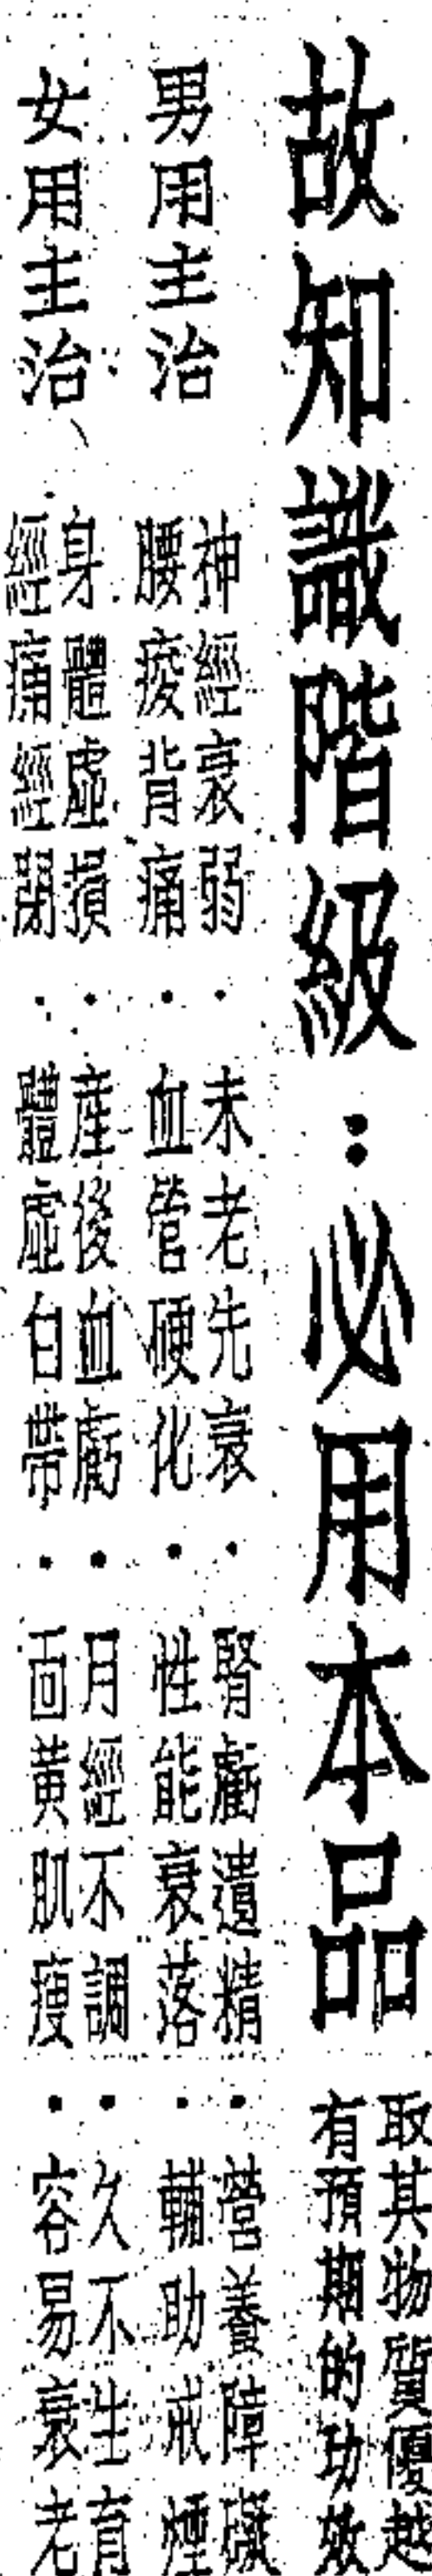 故知識階級：必用本品
取其物質優越
有預期的功效
男用主治
神經衰弱・未老先衰・腎虧遺精・營養障礙
腰痠背痛・血管硬化・性能衰落・輔助戒煙
女用主治、
身體虛損・產後血虧・月經不調・久不生育
經痛經閉・體虛白帶・面黃肌瘦・容易衰老